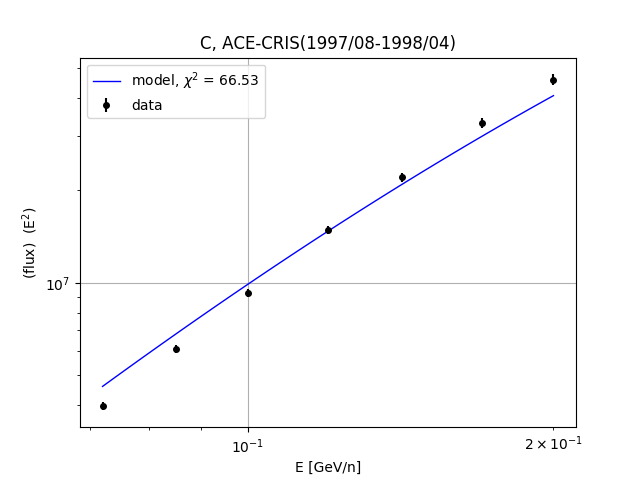 C, ACE-CRIS(1997/08-1998/04)
model, χ² = 66.53
data
(flux) (E²)
10⁷
10⁻¹
2 × 10⁻¹
E [GeV/n]